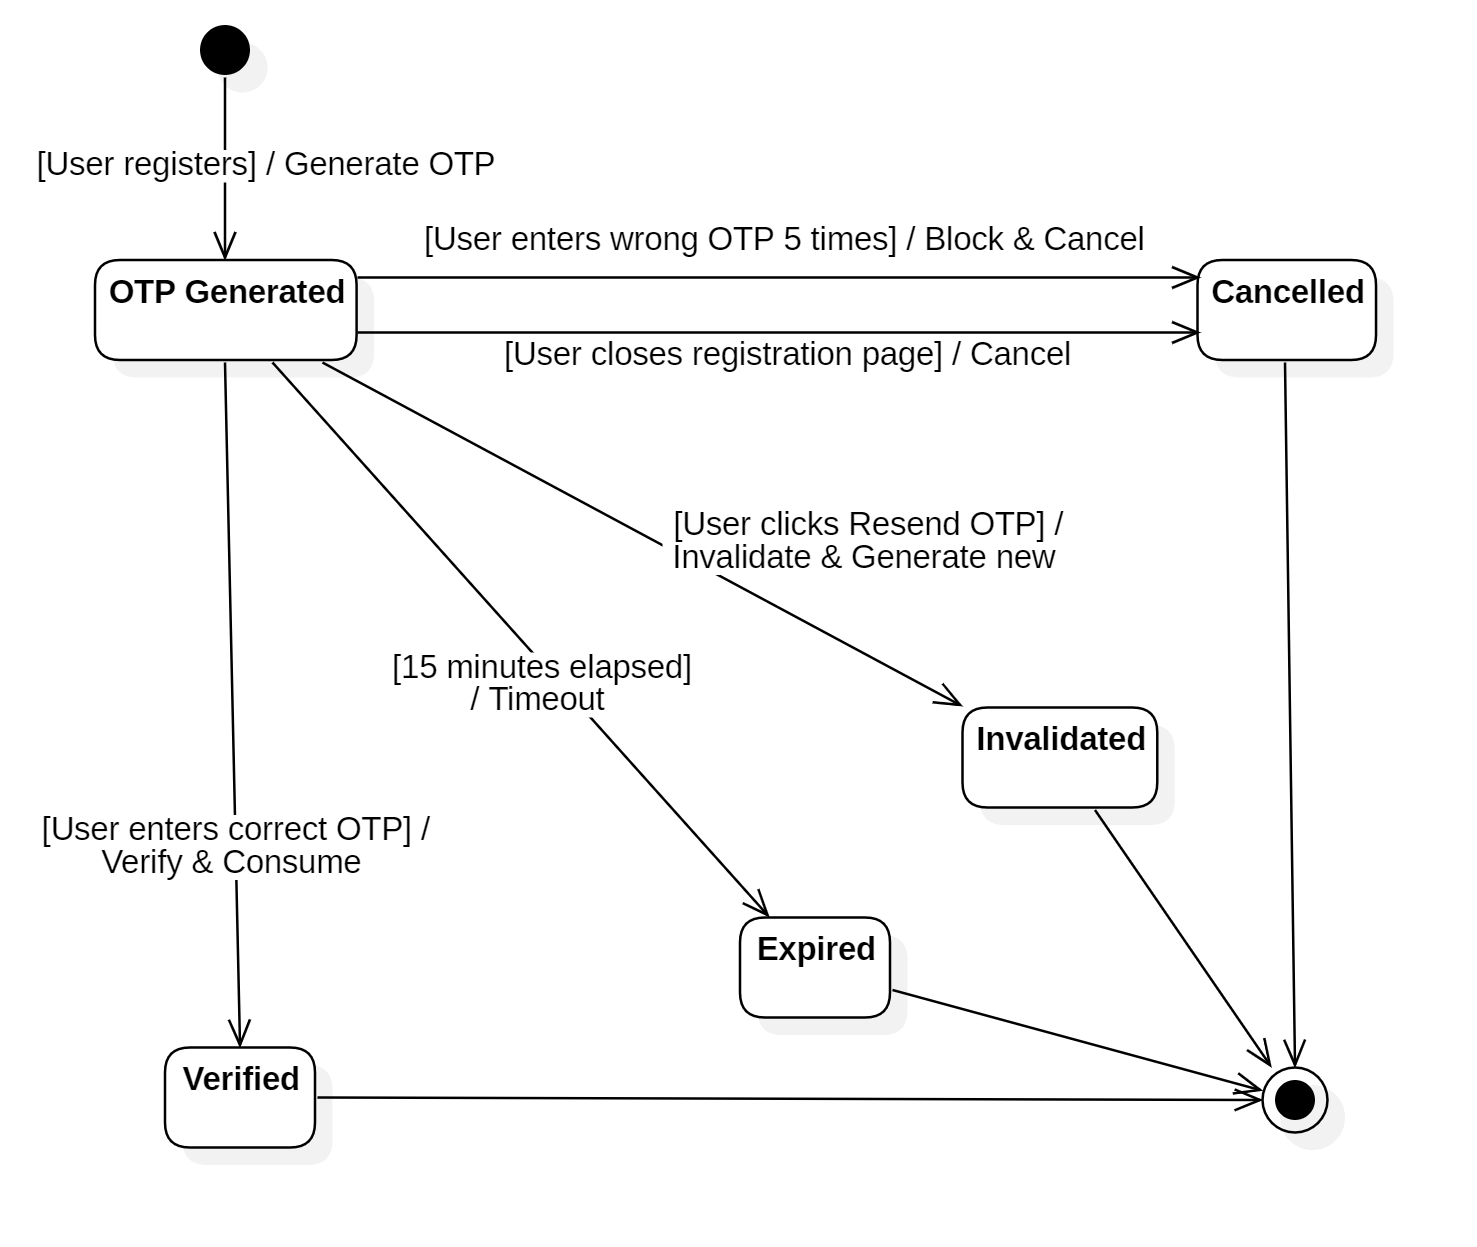 [User registers] / Generate OTP
[User enters wrong OTP 5 times] / Block & Cancel
OTP Generated
Cancelled
[User closes registration page] / Cancel
[User clicks Resend OTP] /
Invalidate & Generate new
[15 minutes elapsed]
/ Timeout
Invalidated
[User enters correct OTP] /
Verify & Consume
Expired
Verified